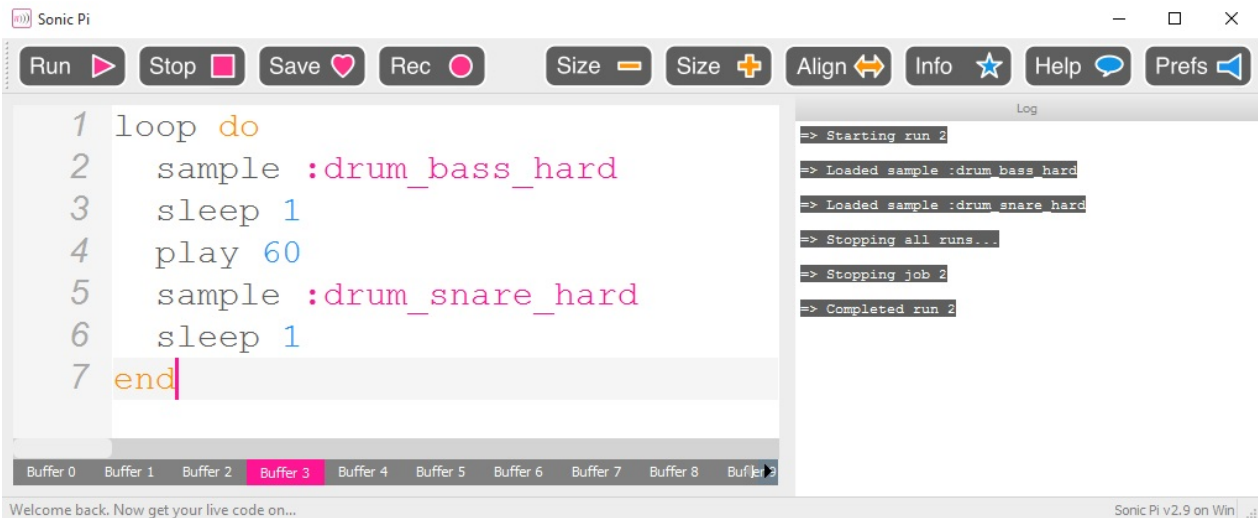 Sonic Pi
Run Stop Save Rec Size Size Align Info Help Prefs
1 loop do
2 sample :drum_bass_hard
3 sleep 1
4 play 60
5 sample :drum_snare_hard
6 sleep 1
7 end
Buffer 0 Buffer 1 Buffer 2 Buffer 3 Buffer 4 Buffer 5 Buffer 6 Buffer 7 Buffer 8
Log
=> Starting run 2
=> Loaded sample :drum_bass_hard
=> Loaded sample :drum_snare_hard
=> Stopping all runs...
=> Stopping job 2
=> Completed run 2
Welcome back. Now get your live code on...
Sonic Pi v2.9 on Win